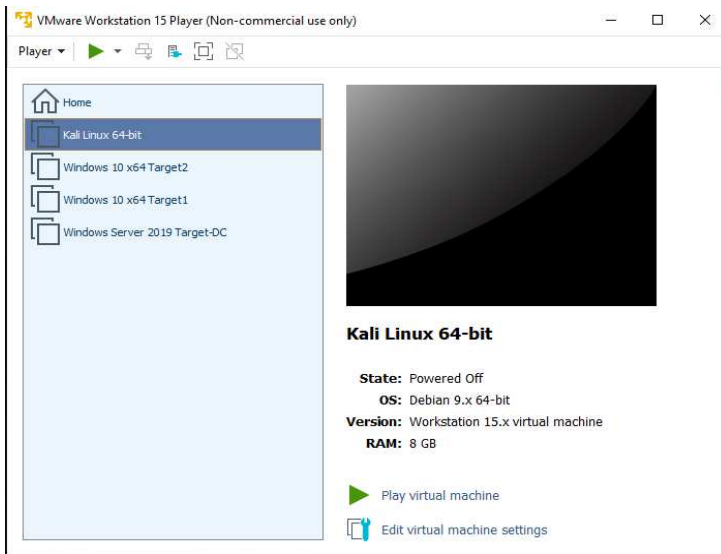 VMware Workstation 15 Player (Non-commercial use only)
Player
Home
Kali Linux 64-bit
Windows 10 x64 Target2
Windows 10 x64 Target1
Windows Server 2019 Target-DC
Kali Linux 64-bit
State: Powered Off
OS: Debian 9.x 64-bit
Version: Workstation 15.x virtual machine
RAM: 8 GB
Play virtual machine
Edit virtual machine settings